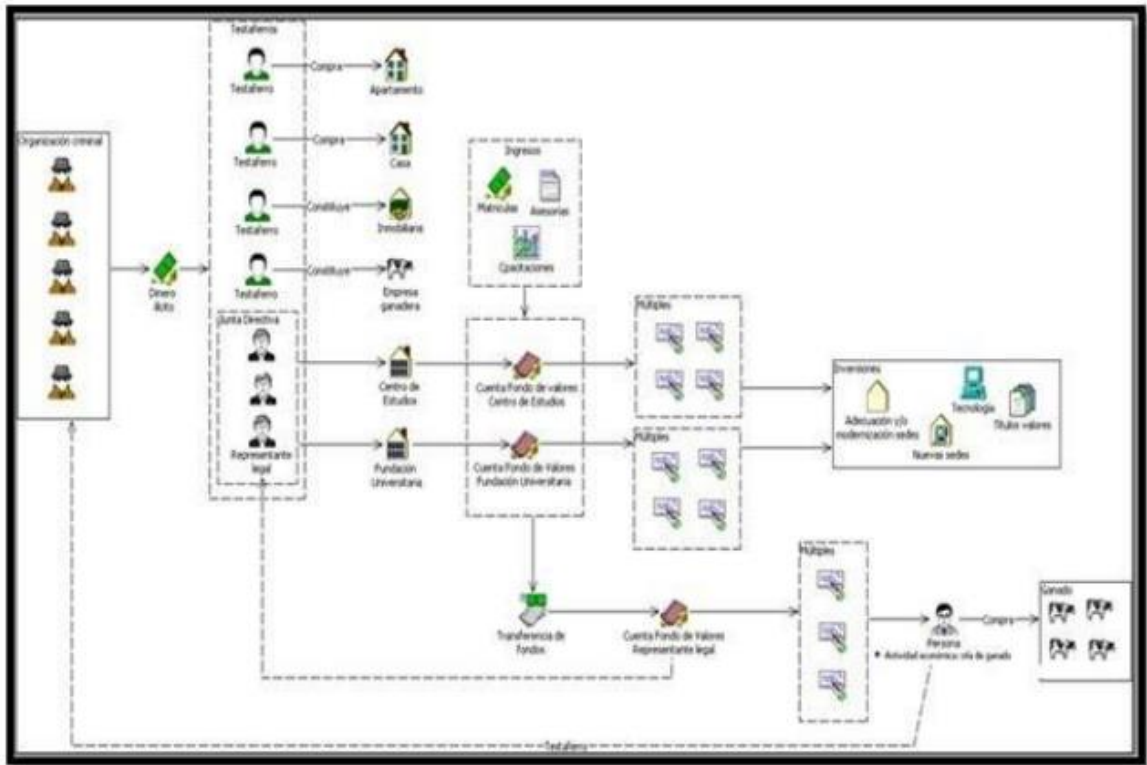 Testaferros
Testaferro
Compra
Apartamento
Testaferro
Compra
Casa
Testaferro
Constituye
Inmobiliaria
Testaferro
Constituye
Empresa
ganadera
Organización criminal
Dinero
ilícito
Junta Directiva
Representante
legal
Centro de
Estudios
Fundación
Universitaria
Ingresos
Matrículas
Asesorías
Cpacitaciones
Cuenta Fondo de valores
Centro de Estudios
Cuenta Fondo de Valores
Fundación Universitaria
Múltiples
Múltiples
Inversiones
Adecuación y/o
modernización sedes
Tecnología
Títulos valores
Nuevas sedes
Transferencia de
fondos
Cuenta Fondo de Valores
Representante legal
Múltiples
Persona
* Actividad económica: cría de ganado
Compra
Ganado
Testaferro